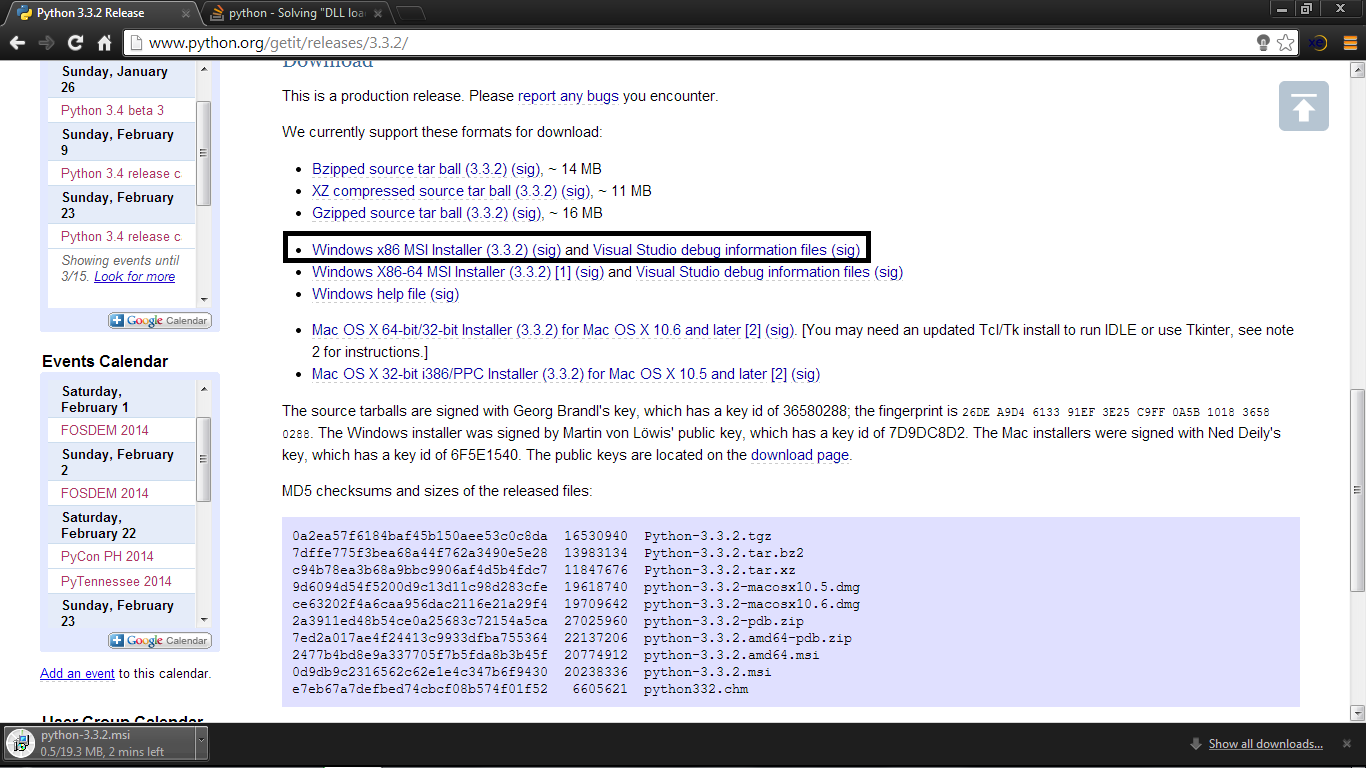 Python 3.3.2 Release
python - Solving "DLL loa
www.python.org/getit/releases/3.3.2/
Sunday, January
26
Python 3.4 beta 3
Sunday, February
9
Python 3.4 release c
Sunday, February
23
Python 3.4 release c
Showing events until
3/15. Look for more
Google Calendar
Events Calendar
Saturday,
February 1
FOSDEM 2014
Sunday, February
2
FOSDEM 2014
Saturday,
February 22
PyCon PH 2014
PyTennessee 2014
Sunday, February
23
Google Calendar
Add an event to this calendar.
User Group Calendar
Download
This is a production release. Please report any bugs you encounter.
We currently support these formats for download:
• Bzipped source tar ball (3.3.2) (sig), ~ 14 MB
• XZ compressed source tar ball (3.3.2) (sig), ~ 11 MB
• Gzipped source tar ball (3.3.2) (sig), ~ 16 MB
• Windows x86 MSI Installer (3.3.2) (sig) and Visual Studio debug information files (sig)
• Windows X86-64 MSI Installer (3.3.2) [1] (sig) and Visual Studio debug information files (sig)
• Windows help file (sig)
• Mac OS X 64-bit/32-bit Installer (3.3.2) for Mac OS X 10.6 and later [2] (sig). [You may need an updated Tcl/Tk install to run IDLE or use Tkinter, see note
2 for instructions.]
• Mac OS X 32-bit i386/PPC Installer (3.3.2) for Mac OS X 10.5 and later [2] (sig)
The source tarballs are signed with Georg Brandl's key, which has a key id of 36580288; the fingerprint is 26DE A9D4 6133 91EF 3E25 C9FF 0A5B 1018 3658
0288. The Windows installer was signed by Martin von Löwis' public key, which has a key id of 7D9DC8D2. The Mac installers were signed with Ned Deily's
key, which has a key id of 6F5E1540. The public keys are located on the download page.
MD5 checksums and sizes of the released files:
0a2ea57f6184baf45b150aee53c0c8da 16530940 Python-3.3.2.tgz
7dffe775f3bea68a44f762a3490e5e28 13983134 Python-3.3.2.tar.bz2
c94b78ea3b68a9bbc9906af4d5b4fdc7 11847676 Python-3.3.2.tar.xz
9d6094d54f5200d9c13d11c98d283cfe 19618740 python-3.3.2-macosx10.5.dmg
ce63202f4a6caa956dac2116e21a29f4 19709642 python-3.3.2-macosx10.6.dmg
2a3911ed48b54ce0a25683c72154a5ca 27025960 python-3.3.2-pdb.zip
7ed2a017ae4f24413c9933dfba755364 22137206 python-3.3.2.amd64-pdb.zip
2477b4bd8e9a337705f7b5fda8b3b45f 20774912 python-3.3.2.amd64.msi
0d9db9c2316562c62e1e4c347b6f9430 20238336 python-3.3.2.msi
e7eb67a7defbed74cbcf08b574f01f52 6605621 python332.chm
python-3.3.2.msi
0.5/19.3 MB, 2 mins left
Show all downloads...